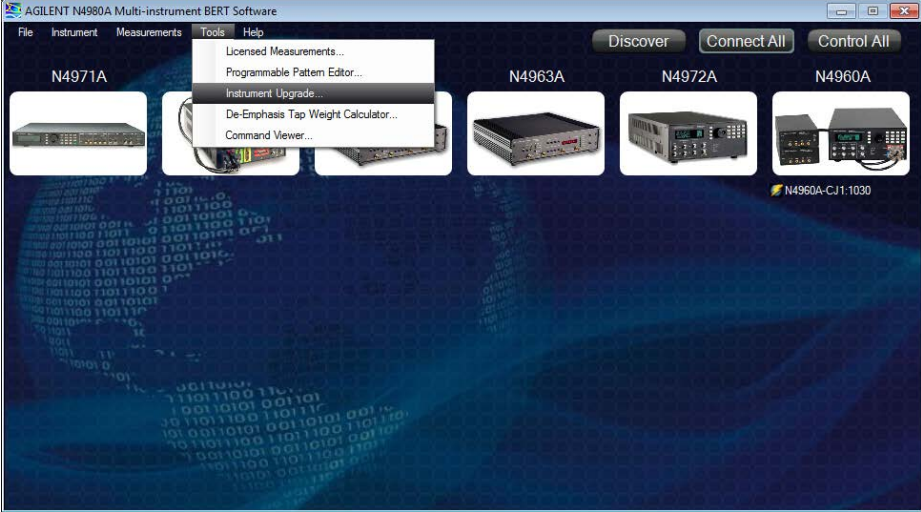 AGILENT N4980A Multi-instrument BERT Software
File Instrument Measurements Tools Help
Licensed Measurements...
Programmable Pattern Editor...
Instrument Upgrade...
De-Emphasis Tap Weight Calculator...
Command Viewer...
Discover Connect All Control All
N4971A N4963A N4972A N4960A
N4960A-CJ1:1030